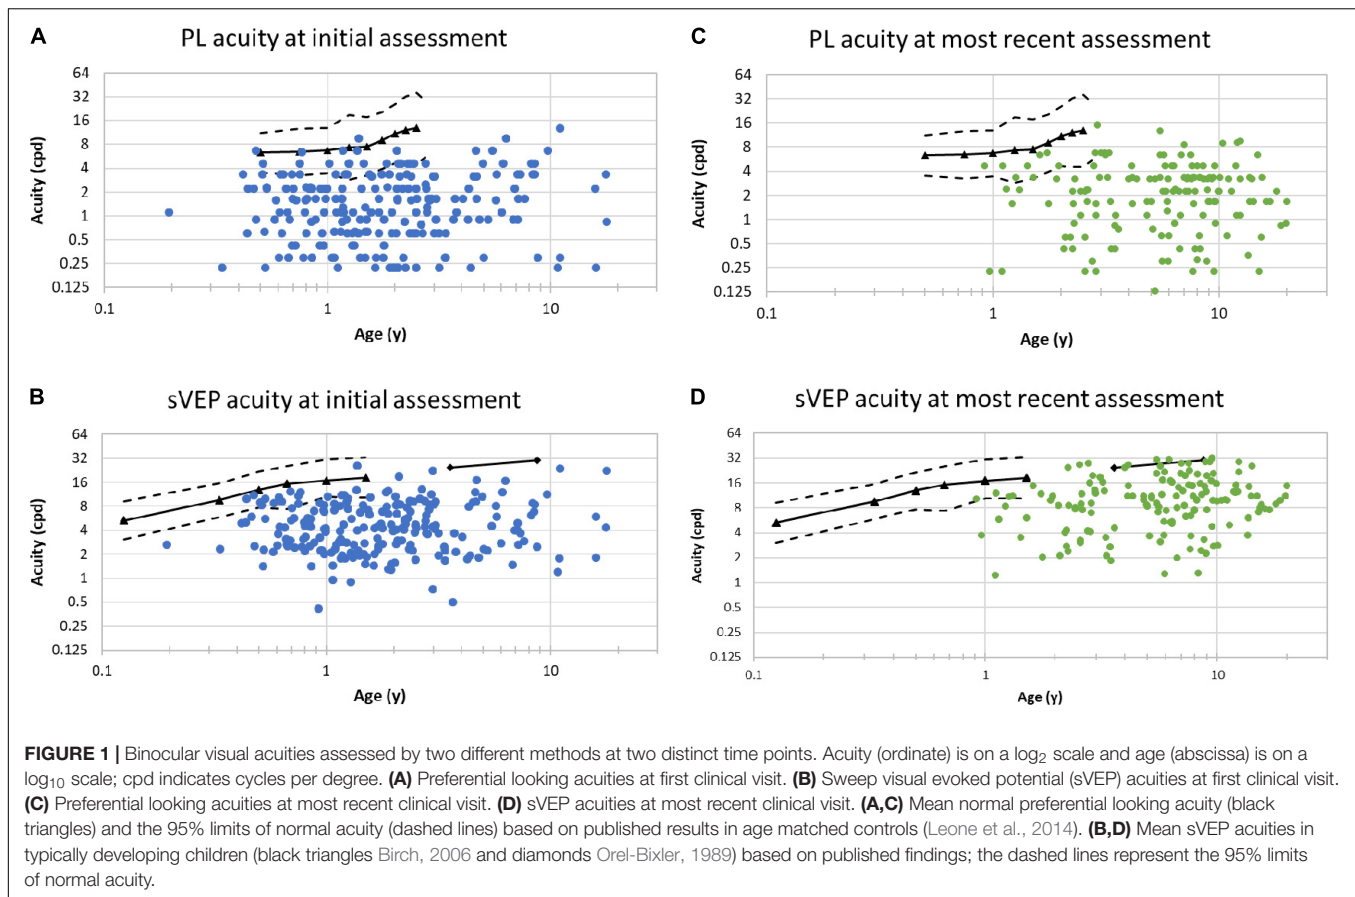 A
PL acuity at initial assessment
64
32
16
8
4
2
1
0.5
0.25
0.125
Acuity (cpd)
0.1
1
10
Age (y)
C
PL acuity at most recent assessment
64
32
16
8
4
2
1
0.5
0.25
0.125
Acuity (cpd)
0.1
1
10
Age (y)
B
sVEP acuity at initial assessment
64
32
16
8
4
2
1
0.5
0.25
0.125
Acuity (cpd)
0.1
1
10
Age (y)
D
sVEP acuity at most recent assessment
64
32
16
8
4
2
1
0.5
0.25
0.125
Acuity (cpd)
0.1
1
10
Age (y)
FIGURE 1 | Binocular visual acuities assessed by two different methods at two distinct time points. Acuity (ordinate) is on a log2 scale and age (abscissa) is on a
log10 scale; cpd indicates cycles per degree. (A) Preferential looking acuities at first clinical visit. (B) Sweep visual evoked potential (sVEP) acuities at first clinical visit.
(C) Preferential looking acuities at most recent clinical visit. (D) sVEP acuities at most recent clinical visit. (A,C) Mean normal preferential looking acuity (black
triangles) and the 95% limits of normal acuity (dashed lines) based on published results in age matched controls (Leone et al., 2014). (B,D) Mean sVEP acuities in
typically developing children (black triangles Birch, 2006 and diamonds Orel-Bixler, 1989) based on published findings; the dashed lines represent the 95% limits
of normal acuity.